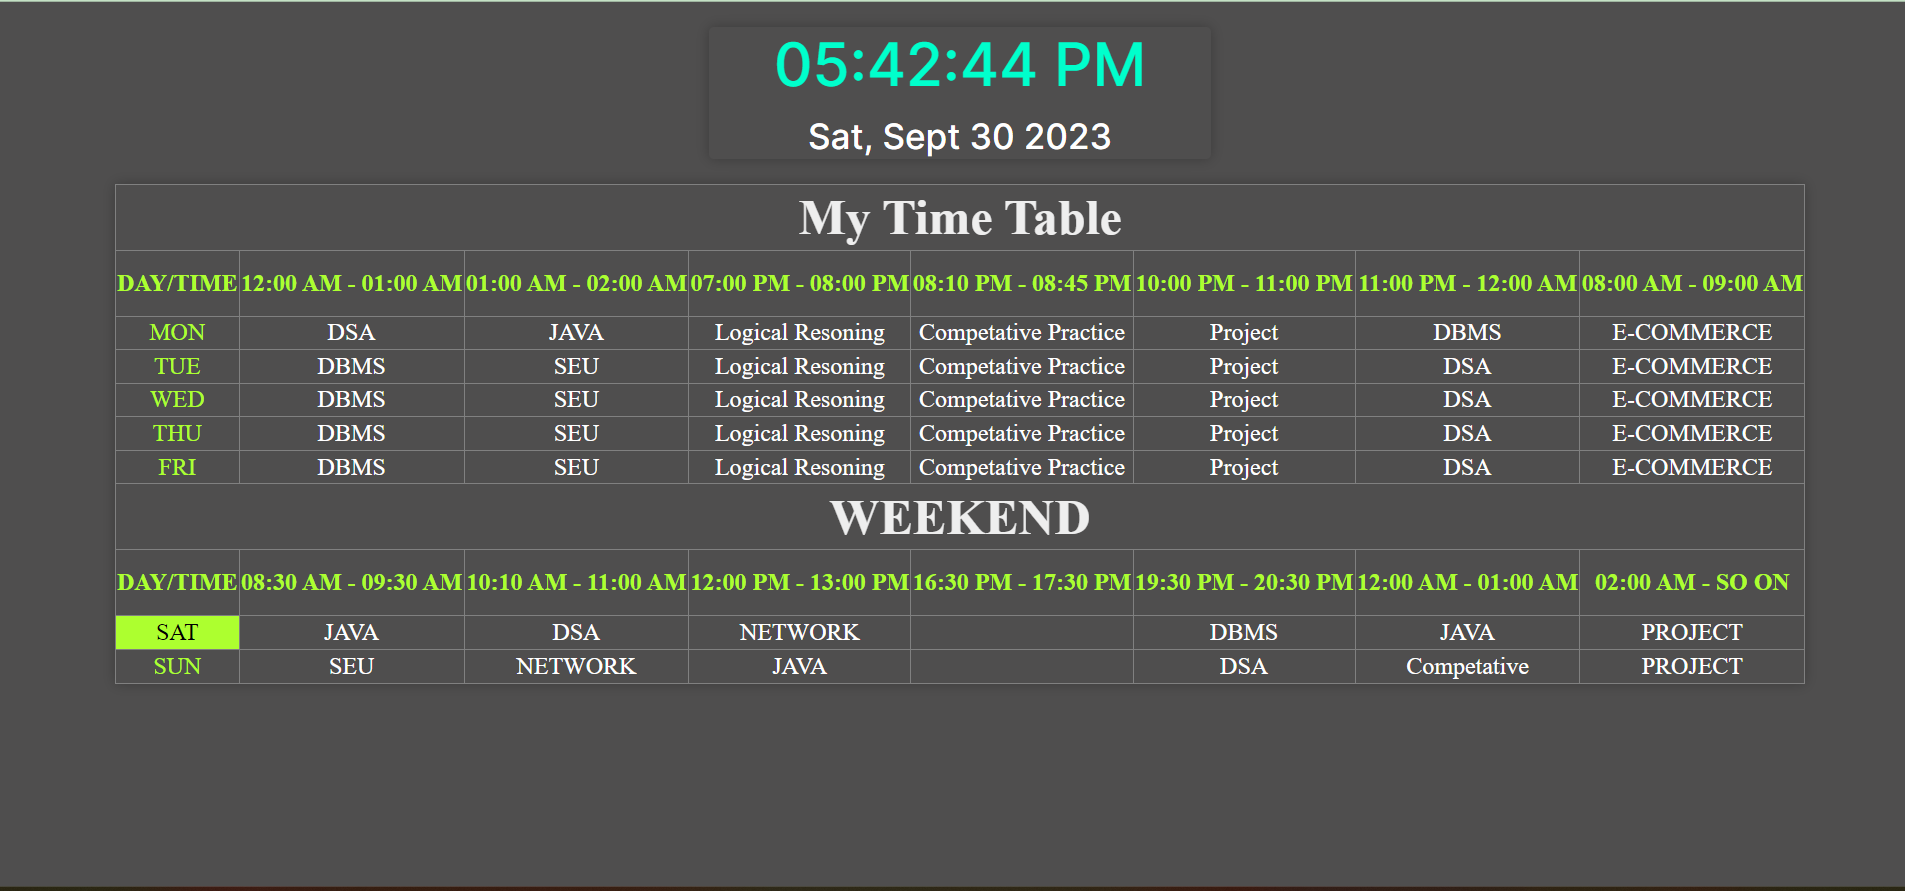 05:42:44 PM
Sat, Sept 30 2023
My Time Table
DAY/TIME 12:00 AM - 01:00 AM 01:00 AM - 02:00 AM 07:00 PM - 08:00 PM 08:10 PM - 08:45 PM 10:00 PM - 11:00 PM 11:00 PM - 12:00 AM 08:00 AM - 09:00 AM
MON DSA JAVA Logical Resoning Competative Practice Project DBMS E-COMMERCE
TUE DBMS SEU Logical Resoning Competative Practice Project DSA E-COMMERCE
WED DBMS SEU Logical Resoning Competative Practice Project DSA E-COMMERCE
THU DBMS SEU Logical Resoning Competative Practice Project DSA E-COMMERCE
FRI DBMS SEU Logical Resoning Competative Practice Project DSA E-COMMERCE
WEEKEND
DAY/TIME 08:30 AM - 09:30 AM 10:10 AM - 11:00 AM 12:00 PM - 13:00 PM 16:30 PM - 17:30 PM 19:30 PM - 20:30 PM 12:00 AM - 01:00 AM 02:00 AM - SO ON
SAT JAVA DSA NETWORK DBMS JAVA PROJECT
SUN SEU NETWORK JAVA DSA Competative PROJECT